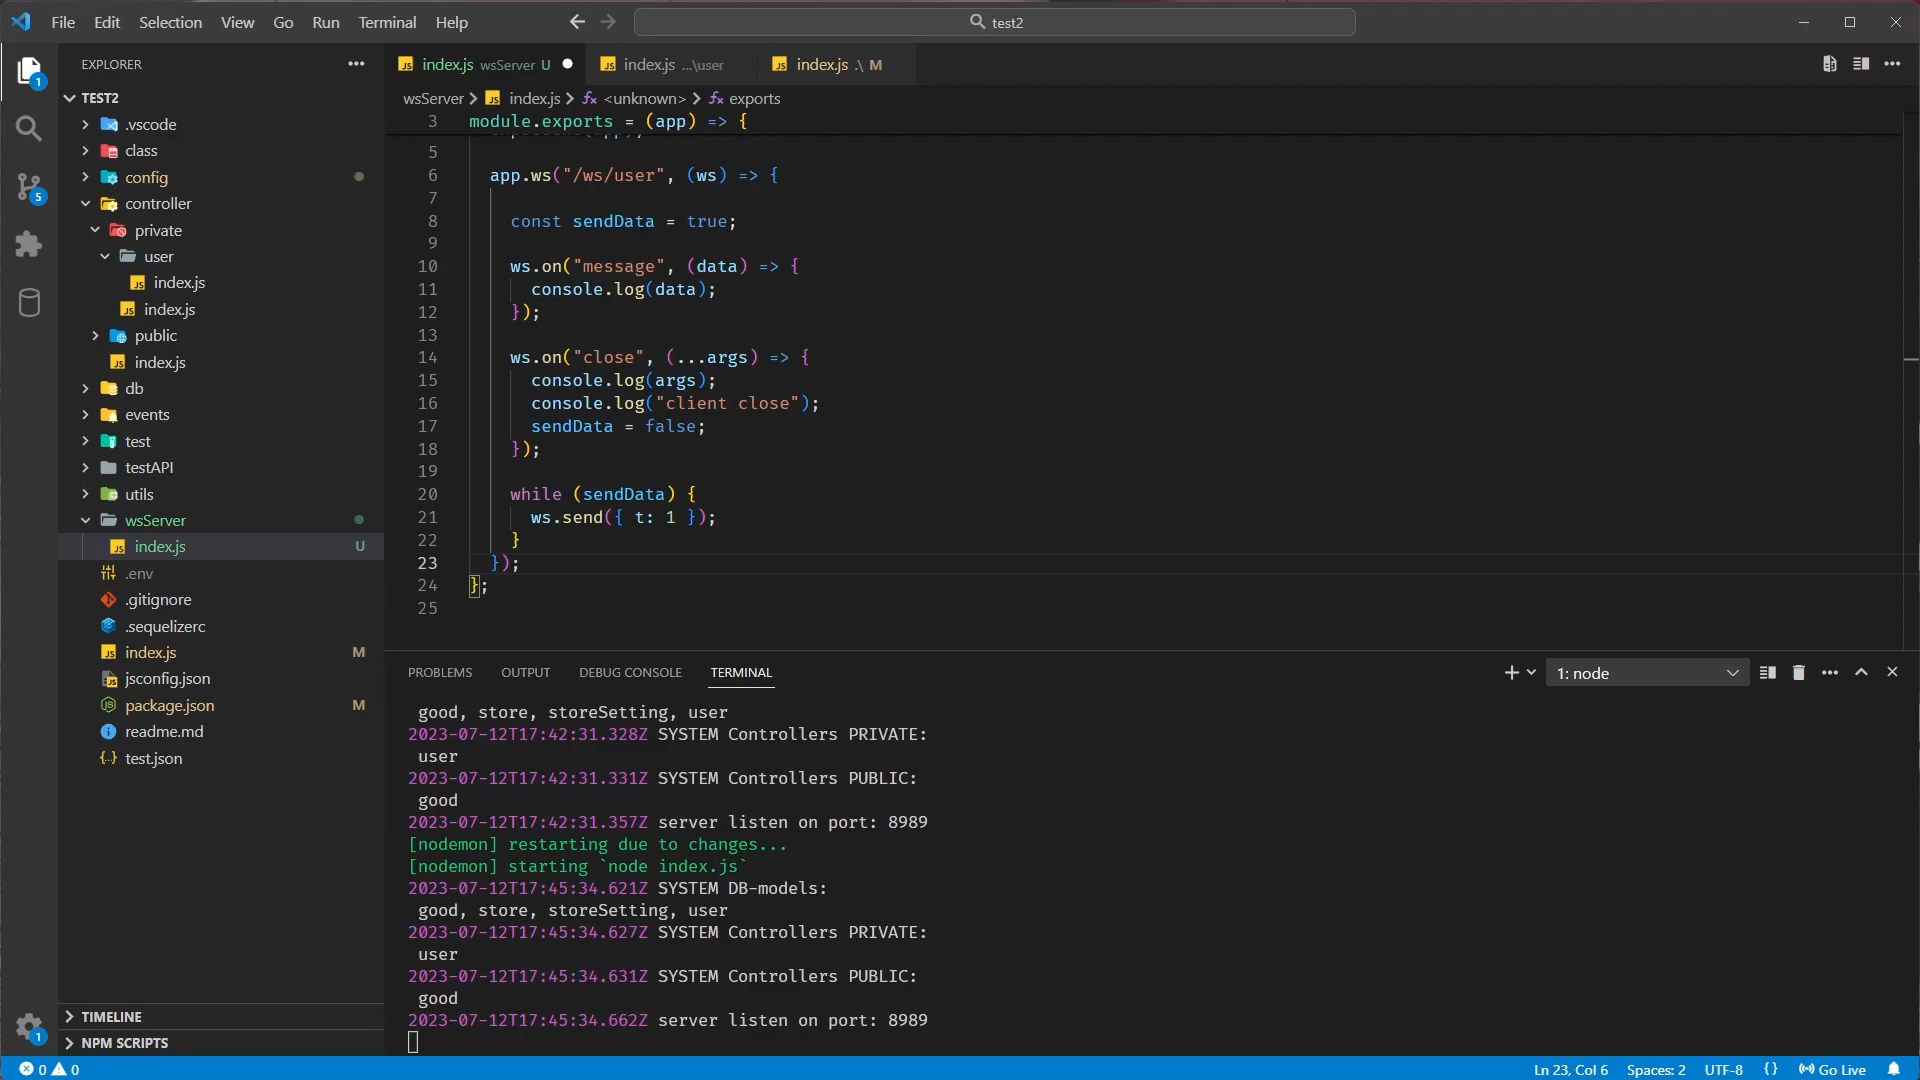 File Edit Selection View Go Run Terminal Help
test2
EXPLORER
index.js wsServer U
index.js ...\user
index.js .\ M
TEST2
.vscode
class
config
controller
private
user
index.js
index.js
public
index.js
db
events
test
testAPI
utils
wsServer
index.js U
.env
.gitignore
.sequelizerc
index.js M
jsconfig.json
package.json M
readme.md
test.json
TIMELINE
NPM SCRIPTS
1
5
1
wsServer > index.js > <unknown> > exports
3 module.exports = (app) => {
5
6 app.ws("/ws/user", (ws) => {
7
8 const sendData = true;
9
10 ws.on("message", (data) => {
11 console.log(data);
12 });
13
14 ws.on("close", (...args) => {
15 console.log(args);
16 console.log("client close");
17 sendData = false;
18 });
19
20 while (sendData) {
21 ws.send({ t: 1 });
22 }
23 });
24 };
25
PROBLEMS OUTPUT DEBUG CONSOLE TERMINAL
1: node
good, store, storeSetting, user
2023-07-12T17:42:31.328Z SYSTEM Controllers PRIVATE:
user
2023-07-12T17:42:31.331Z SYSTEM Controllers PUBLIC:
good
2023-07-12T17:42:31.357Z server listen on port: 8989
[nodemon] restarting due to changes...
[nodemon] starting `node index.js`
2023-07-12T17:45:34.621Z SYSTEM DB-models:
good, store, storeSetting, user
2023-07-12T17:45:34.627Z SYSTEM Controllers PRIVATE:
user
2023-07-12T17:45:34.631Z SYSTEM Controllers PUBLIC:
good
2023-07-12T17:45:34.662Z server listen on port: 8989
0 0
Ln 23, Col 6 Spaces: 2 UTF-8 {} Go Live